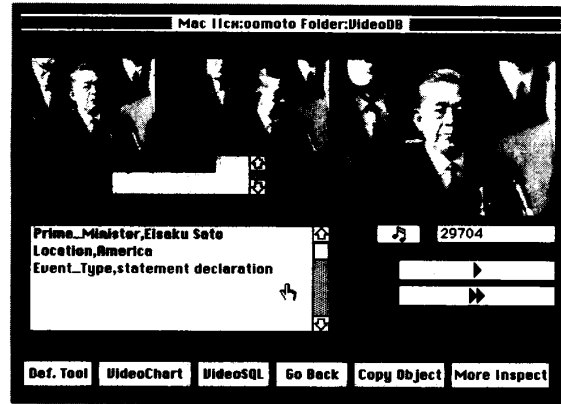 Mac IIcx:oomoto Folder:VideoDB
Prime_Minister,Eisaku Sato
Location,America
Event_Type,statement declaration
29704
Def. Tool
VideoChart
VideoSQL
Go Back
Copy Object
More Inspect